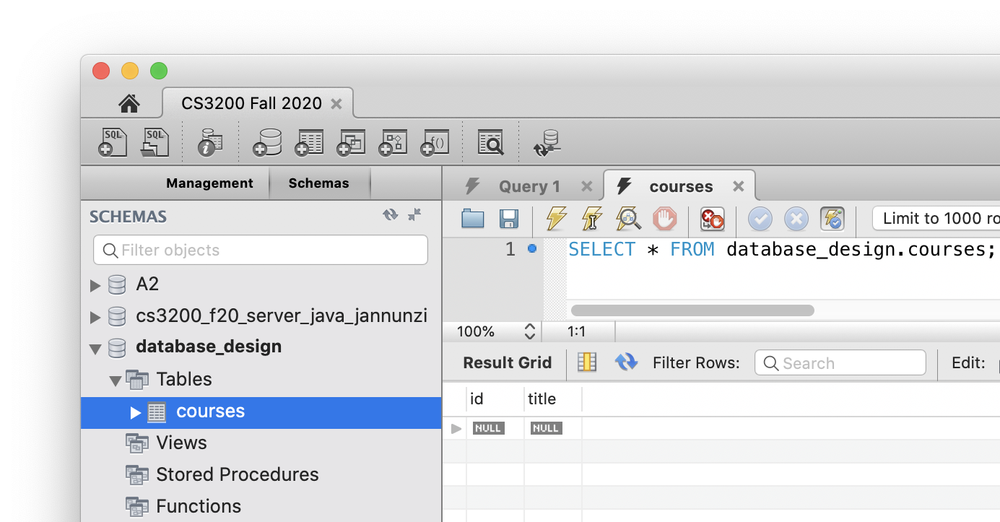 CS3200 Fall 2020
SQL SQL i f()
Management Schemas Query 1 courses
SCHEMAS
Limit to 1000 ro
Filter objects
1 SELECT * FROM database_design.courses;
A2
cs3200_f20_server_java_jannunzi
100% 1:1
database_design
Result Grid Filter Rows: Search Edit:
Tables
id title
courses
NULL NULL
Views
Stored Procedures
Functions